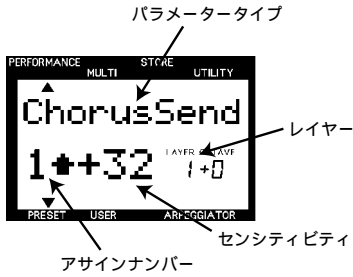 パラメータータイプ
PERFORMANCE STORE
MULTI UTILITY
ChorusSend
レイヤー
LAYER OCTAVE
1 +32
1 +0
PRESET USER ARPEGGIATOR
センシティビティ
アサインナンバー